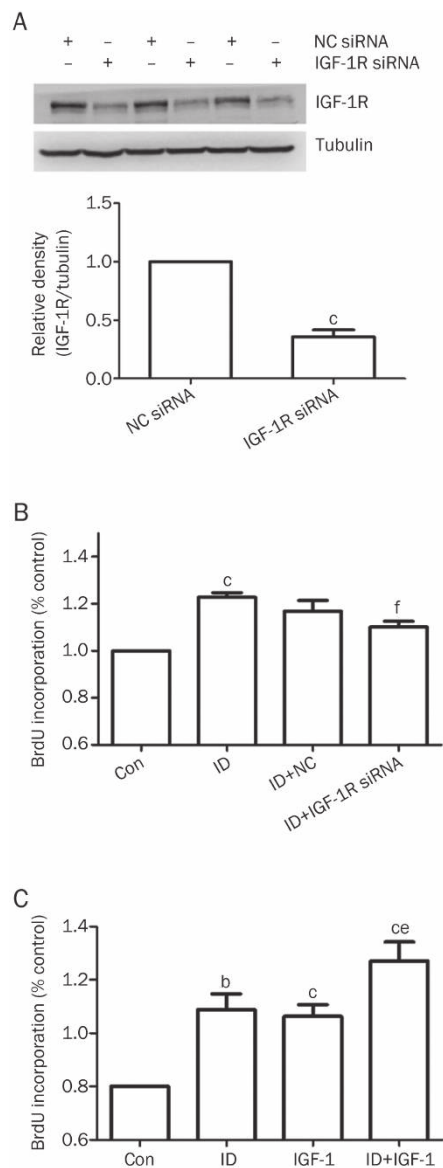 A
+ – + – + – NC siRNA
– + – + – + IGF-1R siRNA
IGF-1R
Tubulin
Relative density
(IGF-1R/tubulin)
1.5
1.0
0.5
0.0
c
NC siRNA
IGF-1R siRNA
B
BrdU incorporation (% control)
1.4
1.2
1.0
0.8
0.6
c
f
Con
ID
ID+NC
ID+IGF-1R siRNA
C
BrdU incorporation (% control)
1.4
1.2
1.0
0.8
0.6
b
c
ce
Con
ID
IGF-1
ID+IGF-1